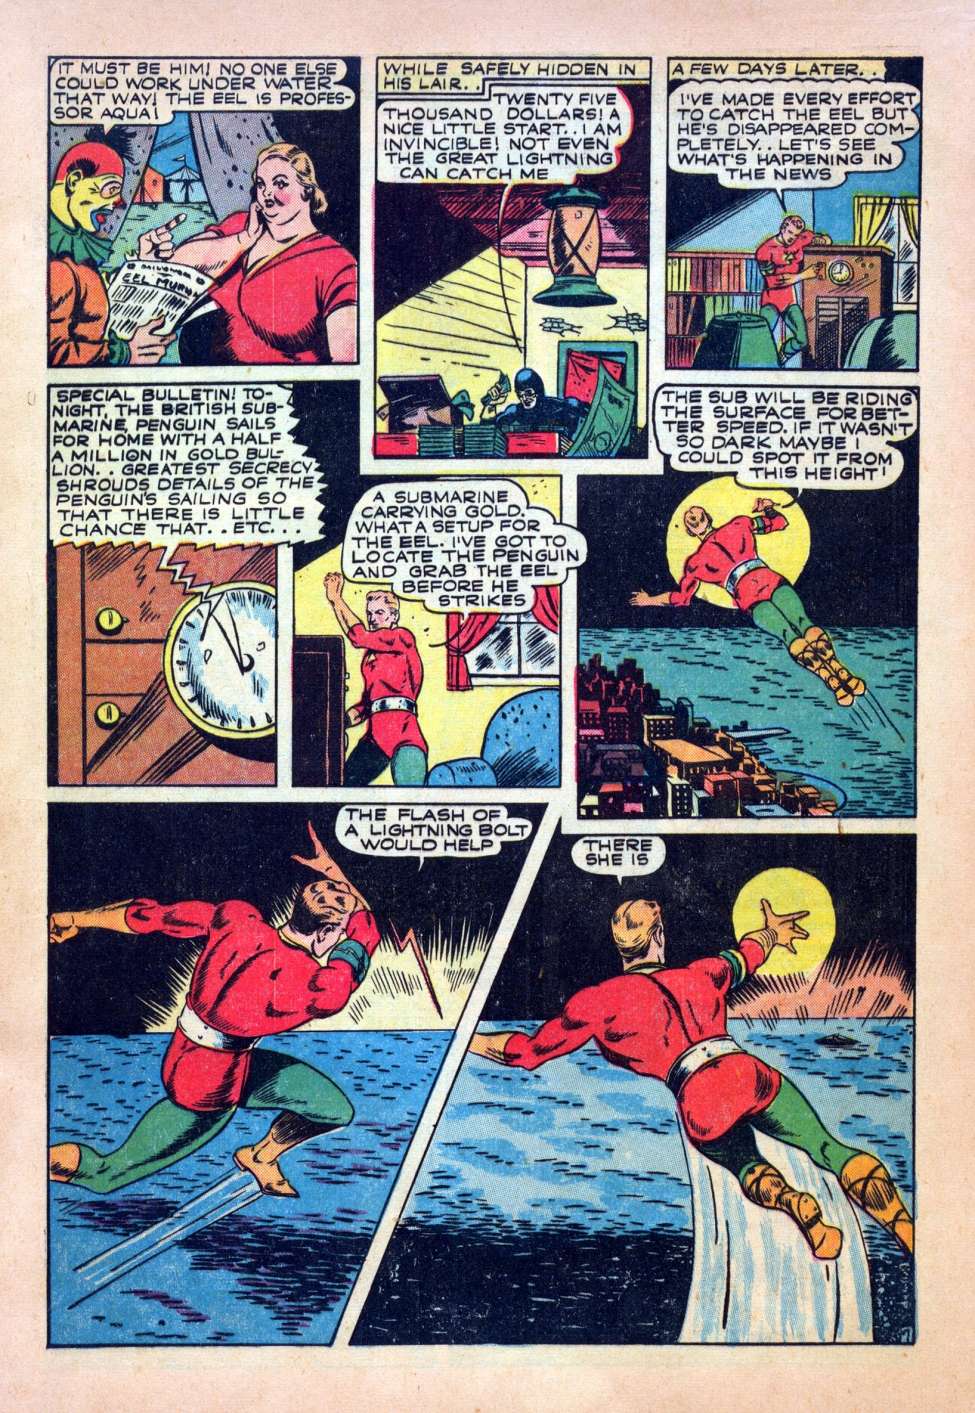 IT MUST BE HIM! NO ONE ELSE
COULD WORK UNDER WATER
THAT WAY! THE EEL IS PROFES-
SOR AQUA!
EEL MUR
WHILE SAFELY HIDDEN IN
HIS LAIR..
TWENTY FIVE
THOUSAND DOLLARS! A
NICE LITTLE START.. I AM
INVINCIBLE! NOT EVEN
THE GREAT LIGHTNING
CAN CATCH ME
A FEW DAYS LATER..
I'VE MADE EVERY EFFORT
TO CATCH THE EEL BUT
HE'S DISAPPEARED COM-
PLETELY.. LET'S SEE
WHAT'S HAPPENING IN
THE NEWS
SPECIAL BULLETIN! TO-
NIGHT, THE BRITISH SUB-
MARINE, PENGUIN SAILS
FOR HOME WITH A HALF
A MILLION IN GOLD BUL-
LION.. GREATEST SECRECY
SHROUDS DETAILS OF THE
PENGUIN'S SAILING SO
THAT THERE IS LITTLE
CHANCE THAT.. ETC...
A SUBMARINE
CARRYING GOLD.
WHAT A SETUP FOR
THE EEL. I'VE GOT TO
LOCATE THE PENGUIN
AND GRAB THE EEL
BEFORE HE
STRIKES
THE SUB WILL BE RIDING
THE SURFACE FOR BET-
TER SPEED. IF IT WASN'T
SO DARK MAYBE I
COULD SPOT IT FROM
THIS HEIGHT!
THE FLASH OF
A LIGHTNING BOLT
WOULD HELP
THERE
SHE IS
7